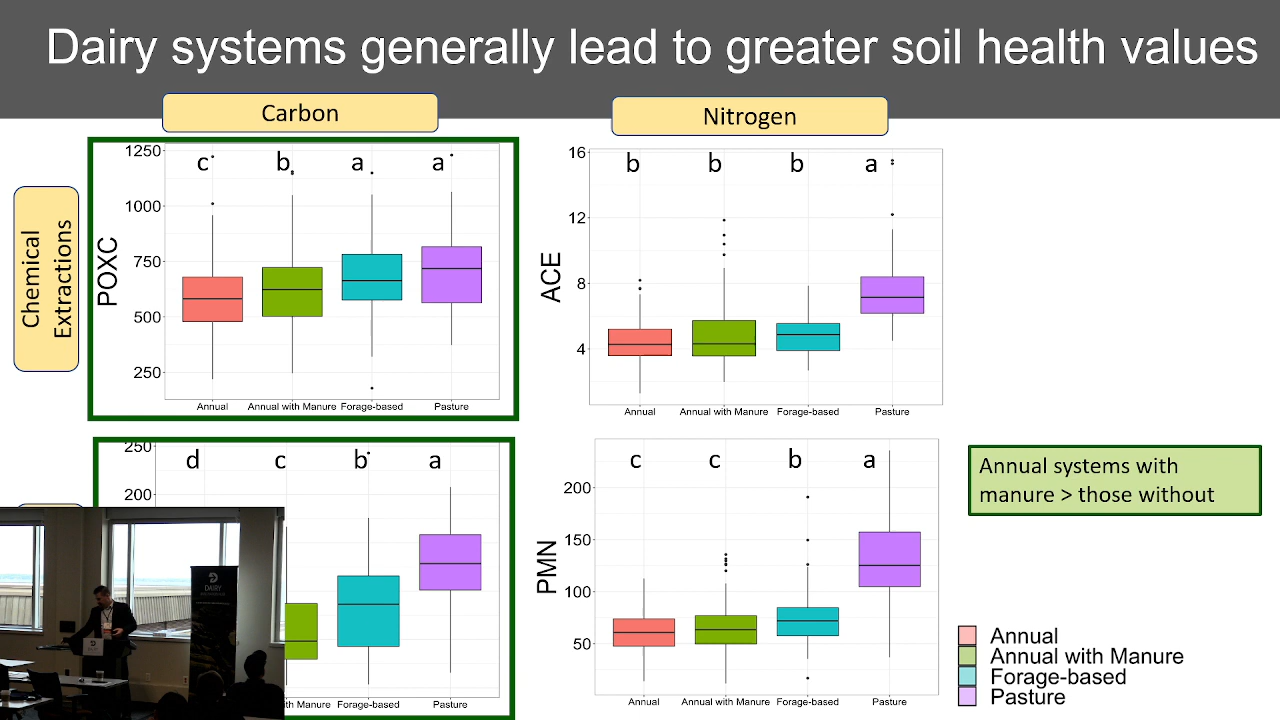 Dairy systems generally lead to greater soil health values
Carbon
Nitrogen
Chemical
Extractions
POXC
1250
1000
750
500
250
c
b
a
a
Annual
Annual with Manure
Forage-based
Pasture
ACE
16
12
8
4
b
b
b
a
Annual
Annual with Manure
Forage-based
Pasture
250
200
d
c
b
a
th Manure
Forage-based
Pasture
PMN
200
150
100
50
c
c
b
a
Annual
Annual with Manure
Forage-based
Pasture
Annual systems with
manure > those without
Annual
Annual with Manure
Forage-based
Pasture
DAIRY